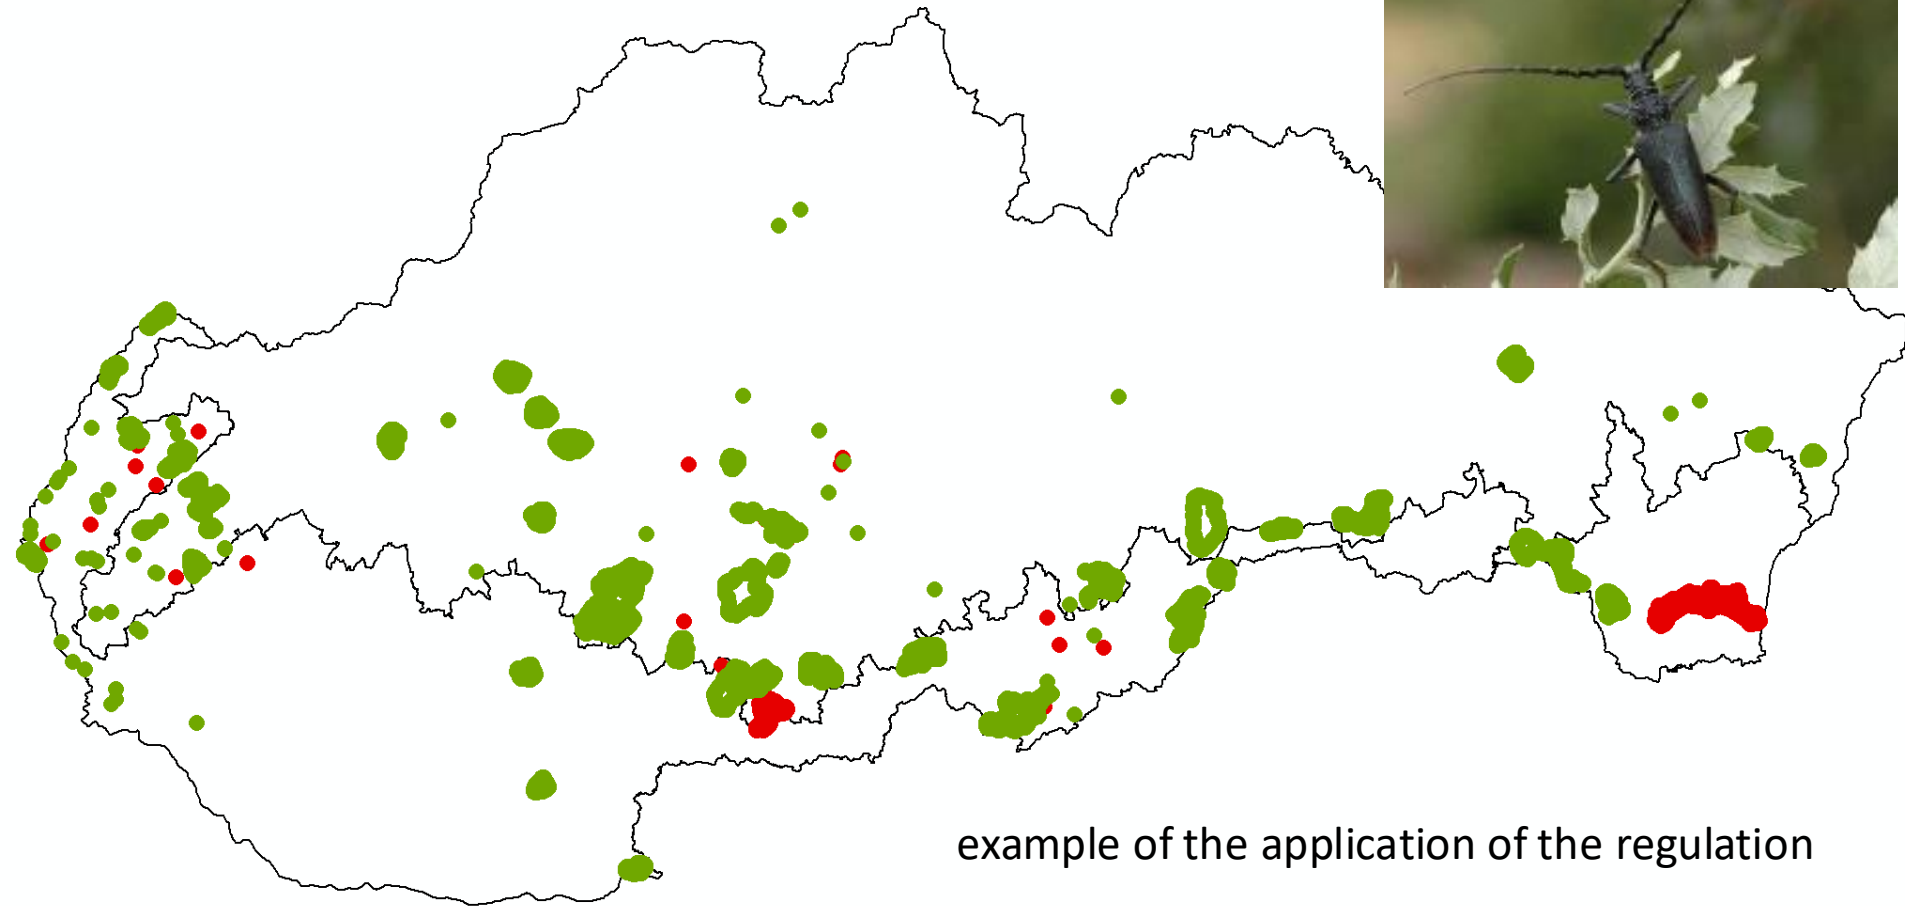 example of the application of the regulation